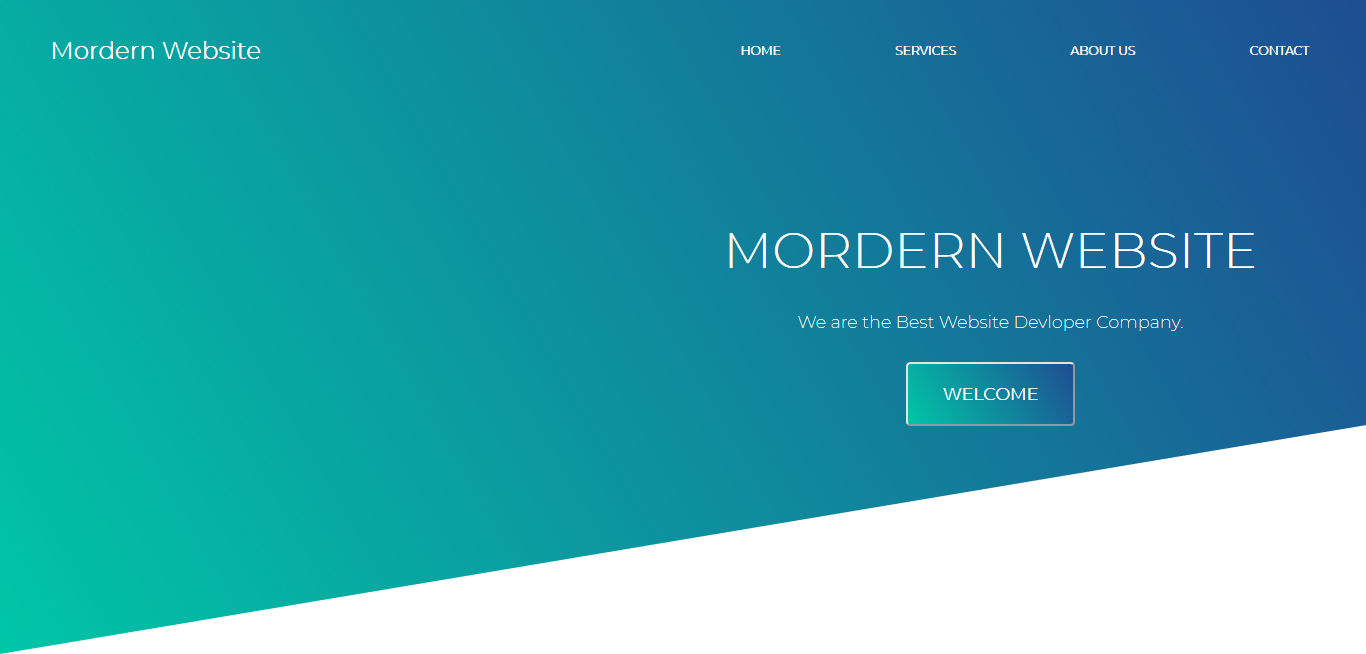 Mordern Website
HOME SERVICES ABOUT US CONTACT
MORDERN WEBSITE
We are the Best Website Devloper Company.
WELCOME